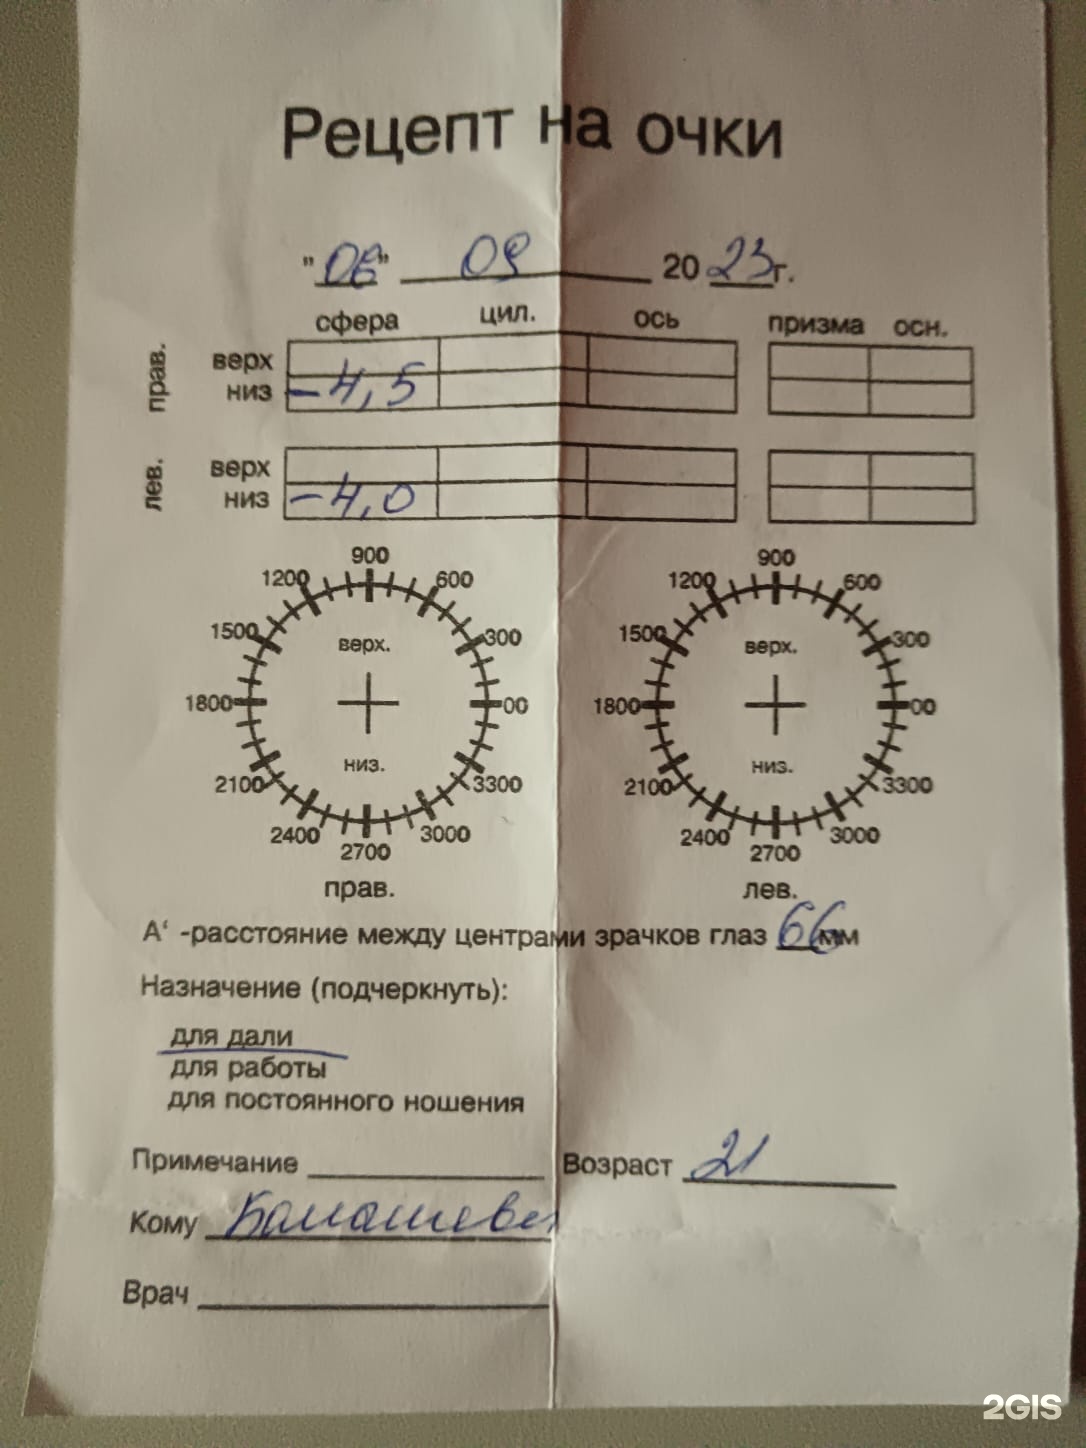 Рецепт на очки
"06" 09 2023г.
сфера цил. ось призма осн.
прав.
верх
низ -4,5
лев.
верх
низ -4,0
900 900
1200 600 1200 600
1500 300 1500 300
верх. верх.
1800 00 1800 00
низ. низ.
2100 3300 2100 3300
2400 3000 2400 3000
2700 2700
прав. лев.
А' -расстояние между центрами зрачков глаз 66 мм
Назначение (подчеркнуть):
для дали
для работы
для постоянного ношения
Примечание Возраст 21
Кому
Врач
2GIS